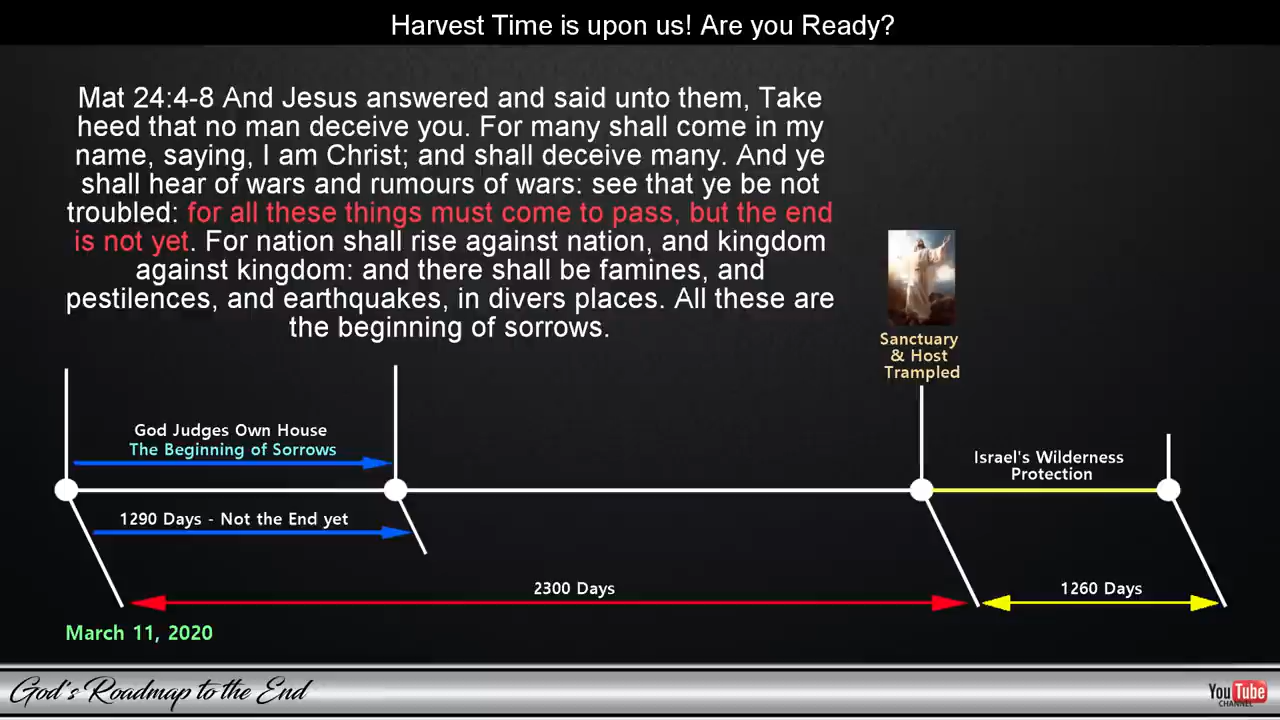 Harvest Time is upon us! Are you Ready?
Mat 24:4-8 And Jesus answered and said unto them, Take
heed that no man deceive you. For many shall come in my
name, saying, I am Christ; and shall deceive many. And ye
shall hear of wars and rumours of wars: see that ye be not
troubled: for all these things must come to pass, but the end
is not yet. For nation shall rise against nation, and kingdom
against kingdom: and there shall be famines, and
pestilences, and earthquakes, in divers places. All these are
the beginning of sorrows.
Sanctuary
& Host
Trampled
God Judges Own House
The Beginning of Sorrows
Israel's Wilderness
Protection
1290 Days - Not the End yet
2300 Days
1260 Days
March 11, 2020
God's Roadmap to the End
YouTube
CHANNEL